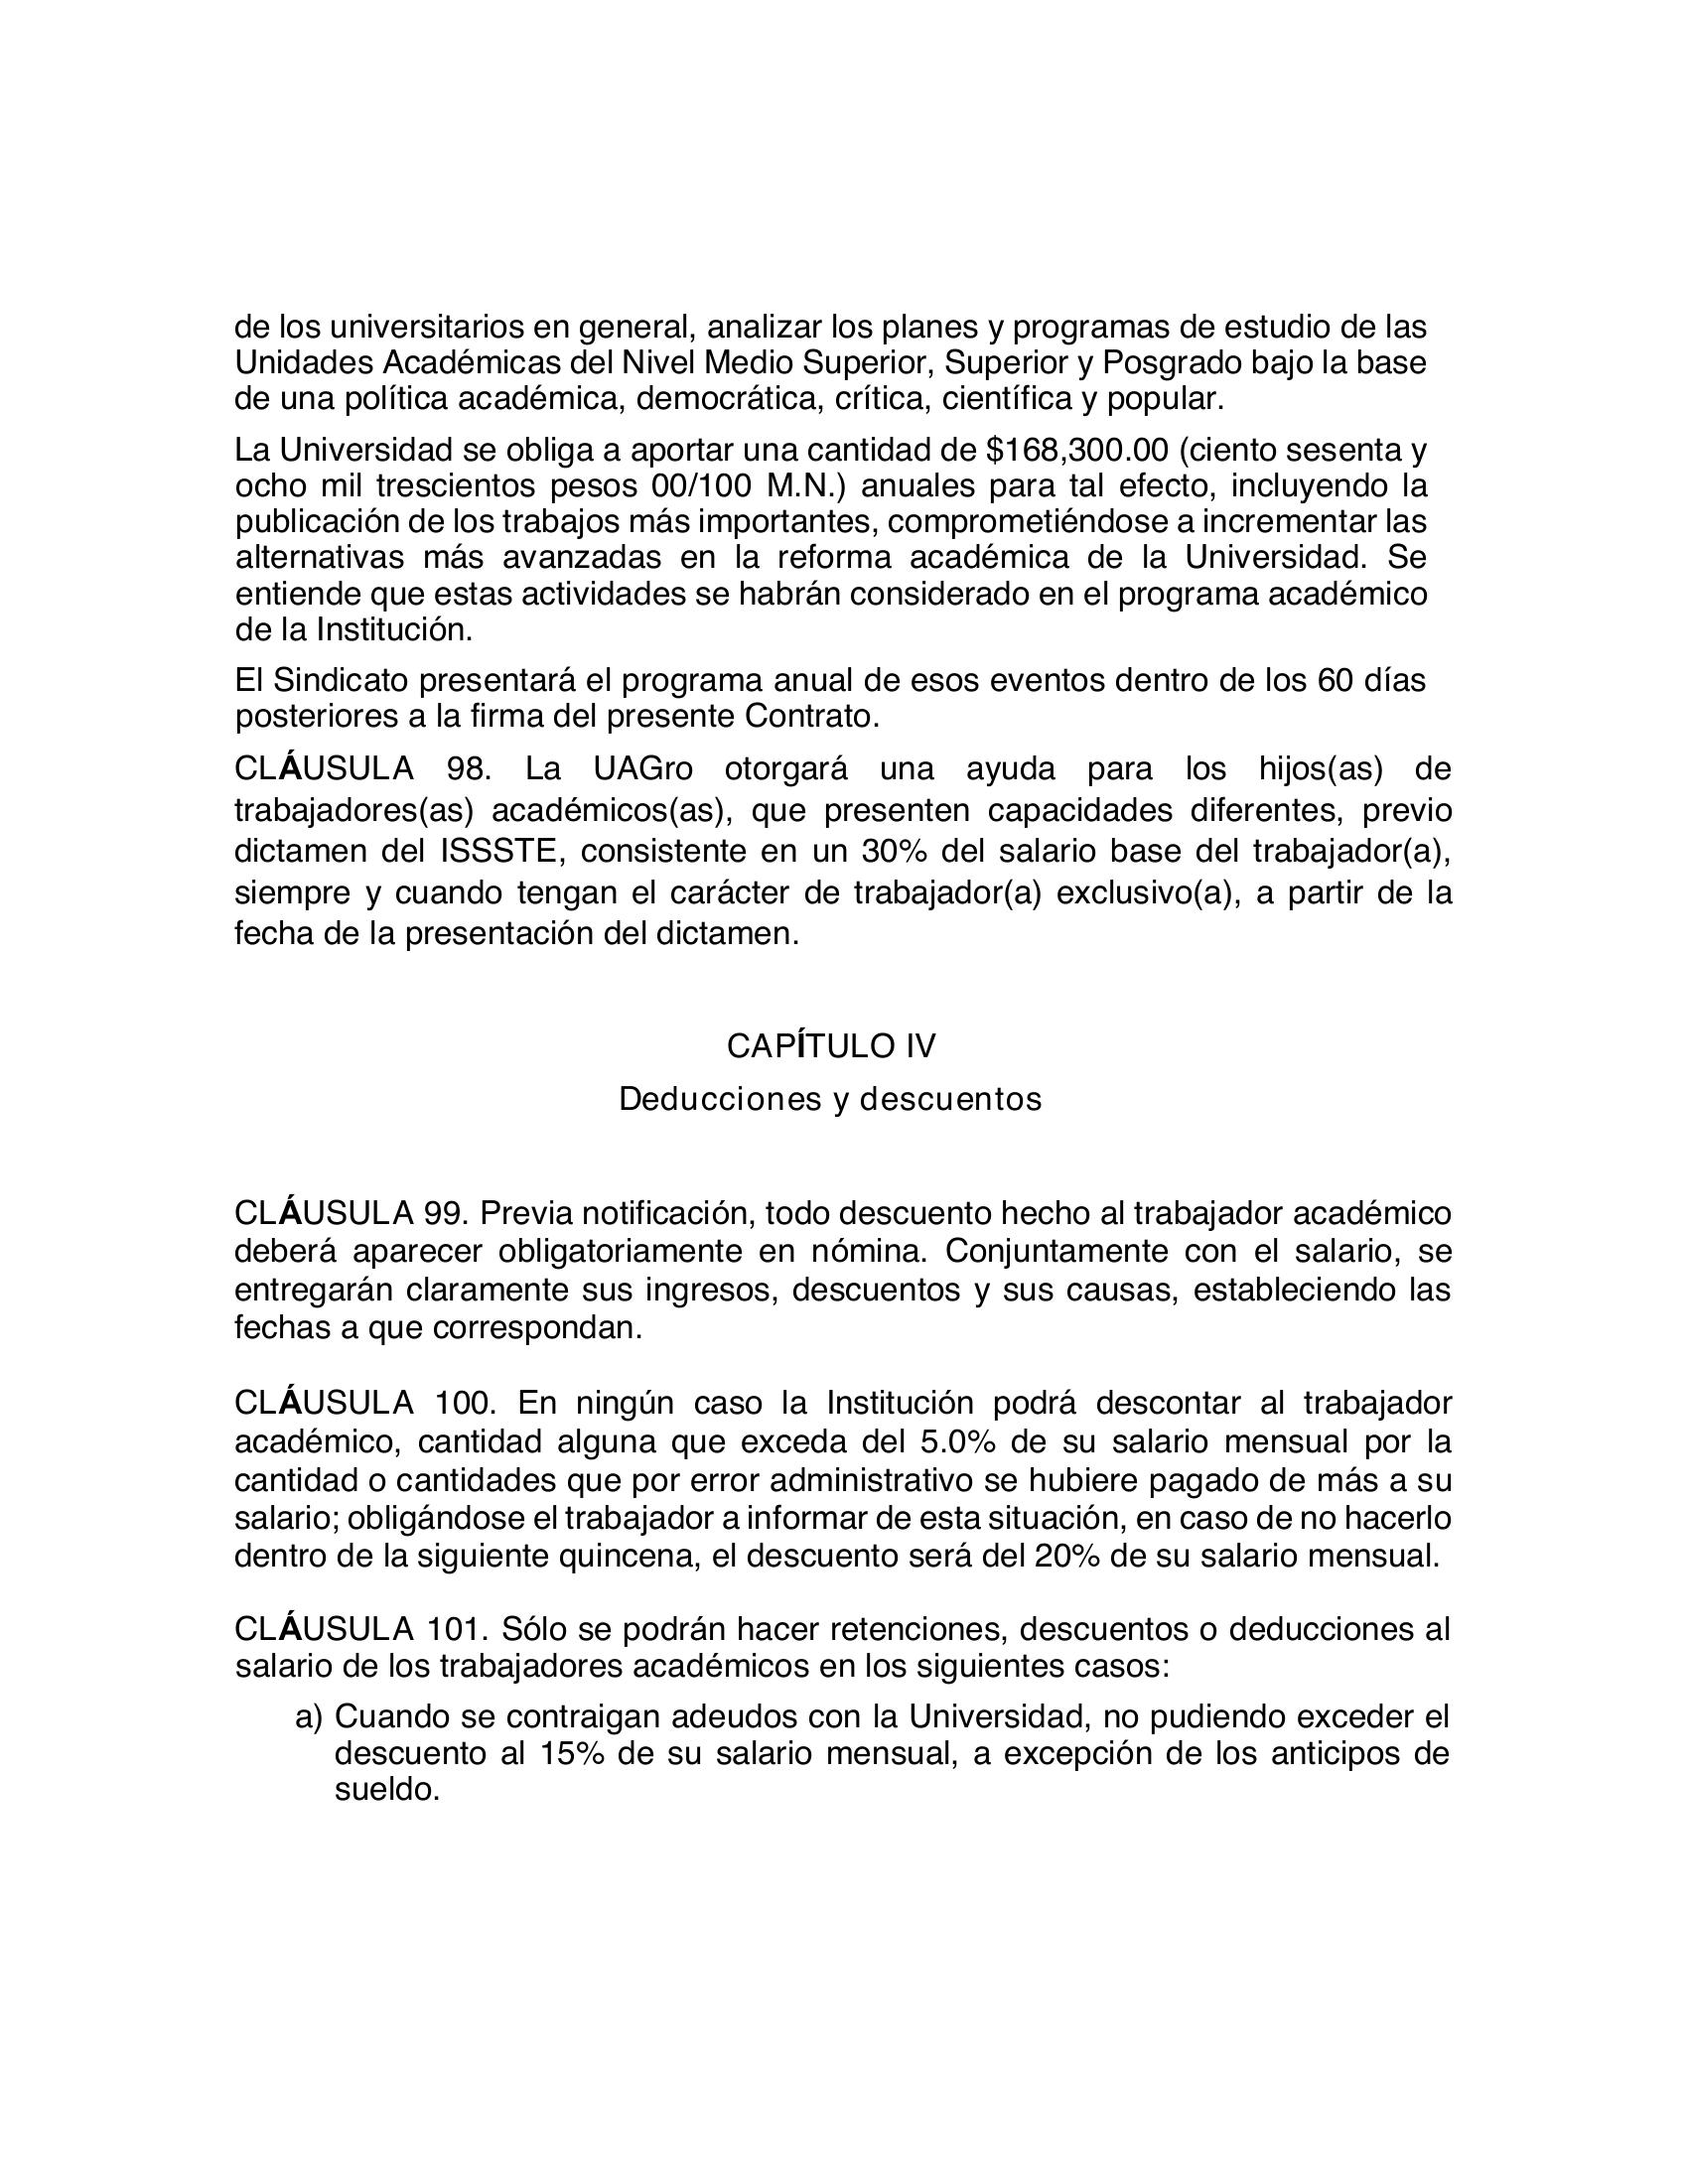 de los universitarios en general, analizar los planes y programas de estudio de las
Unidades Académicas del Nivel Medio Superior, Superior y Posgrado bajo la base
de una política académica, democrática, crítica, científica y popular.
La Universidad se obliga a aportar una cantidad de $168,300.00 (ciento sesenta y
ocho mil trescientos pesos 00/100 M.N.) anuales para tal efecto, incluyendo la
publicación de los trabajos más importantes, comprometiéndose a incrementar las
alternativas más avanzadas en la reforma académica de la Universidad. Se
entiende que estas actividades se habrán considerado en el programa académico
de la Institución.
El Sindicato presentará el programa anual de esos eventos dentro de los 60 días
posteriores a la firma del presente Contrato.
CLÁUSULA 98. La UAGro otorgará una ayuda para los hijos(as) de
trabajadores(as) académicos(as), que presenten capacidades diferentes, previo
dictamen del ISSSTE, consistente en un 30% del salario base del trabajador(a),
siempre y cuando tengan el carácter de trabajador(a) exclusivo(a), a partir de la
fecha de la presentación del dictamen.
CAPÍTULO IV
Deducciones y descuentos
CLÁUSULA 99. Previa notificación, todo descuento hecho al trabajador académico
deberá aparecer obligatoriamente en nómina. Conjuntamente con el salario, se
entregarán claramente sus ingresos, descuentos y sus causas, estableciendo las
fechas a que correspondan.
CLÁUSULA 100. En ningún caso la Institución podrá descontar al trabajador
académico, cantidad alguna que exceda del 5.0% de su salario mensual por la
cantidad o cantidades que por error administrativo se hubiere pagado de más a su
salario; obligándose el trabajador a informar de esta situación, en caso de no hacerlo
dentro de la siguiente quincena, el descuento será del 20% de su salario mensual.
CLÁUSULA 101. Sólo se podrán hacer retenciones, descuentos o deducciones al
salario de los trabajadores académicos en los siguientes casos:
a) Cuando se contraigan adeudos con la Universidad, no pudiendo exceder el
descuento al 15% de su salario mensual, a excepción de los anticipos de
sueldo.